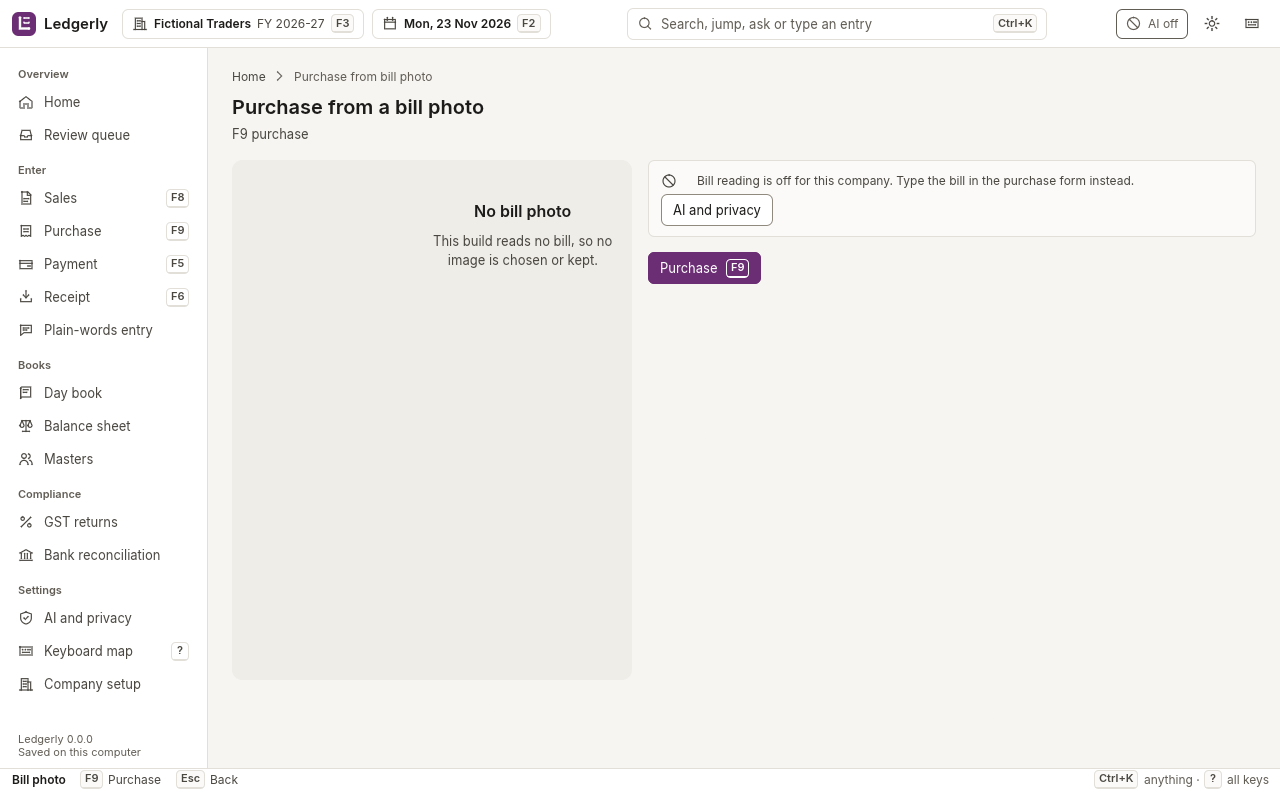 Ledgerly
Fictional Traders FY 2026-27 F3
Mon, 23 Nov 2026 F2
Search, jump, ask or type an entry Ctrl+K
AI off
Overview
Home
Review queue
Enter
Sales F8
Purchase F9
Payment F5
Receipt F6
Plain-words entry
Books
Day book
Balance sheet
Masters
Compliance
GST returns
Bank reconciliation
Settings
AI and privacy
Keyboard map ?
Company setup
Ledgerly 0.0.0
Saved on this computer
Home > Purchase from bill photo
Purchase from a bill photo
F9 purchase
No bill photo
This build reads no bill, so no
image is chosen or kept.
Bill reading is off for this company. Type the bill in the purchase form instead.
AI and privacy
Purchase F9
Bill photo F9 Purchase Esc Back
Ctrl+K anything · ? all keys